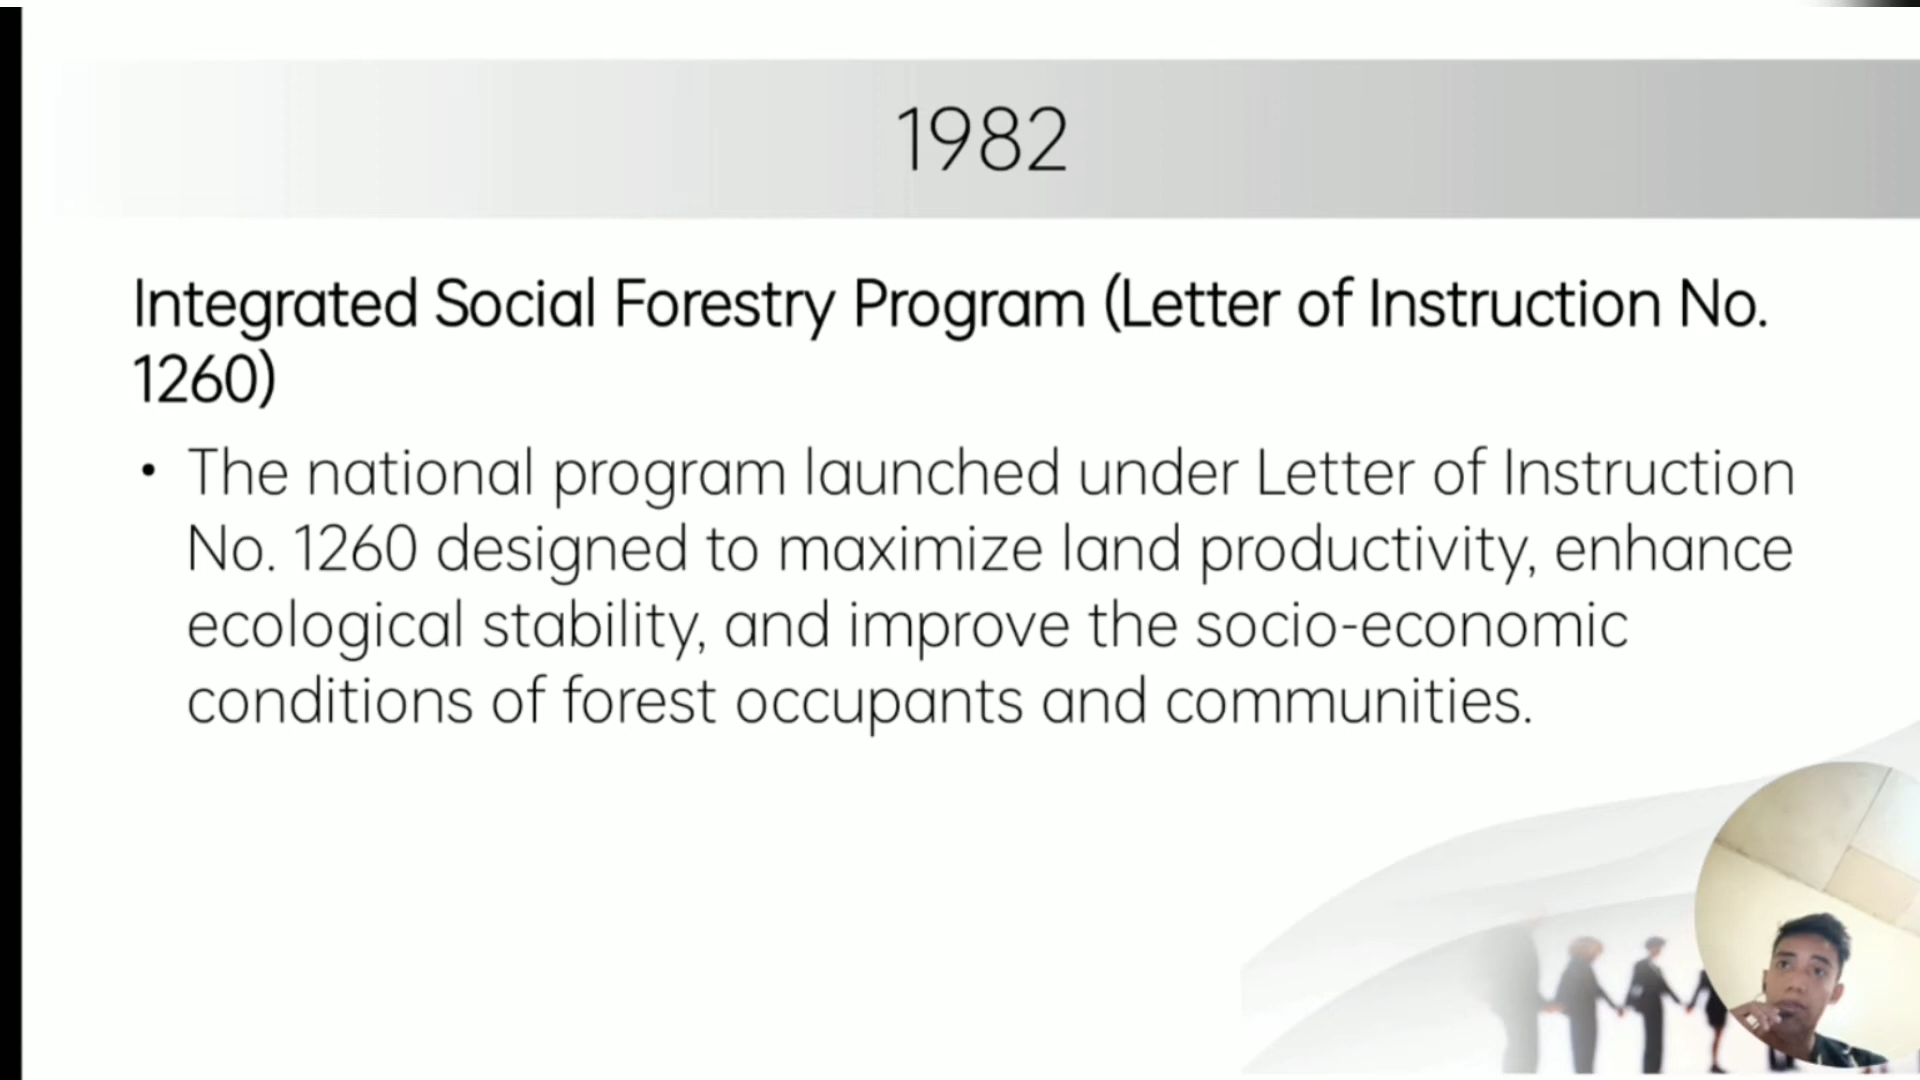 1982
Integrated Social Forestry Program (Letter of Instruction No.
1260)
• The national program launched under Letter of Instruction
No. 1260 designed to maximize land productivity, enhance
ecological stability, and improve the socio-economic
conditions of forest occupants and communities.